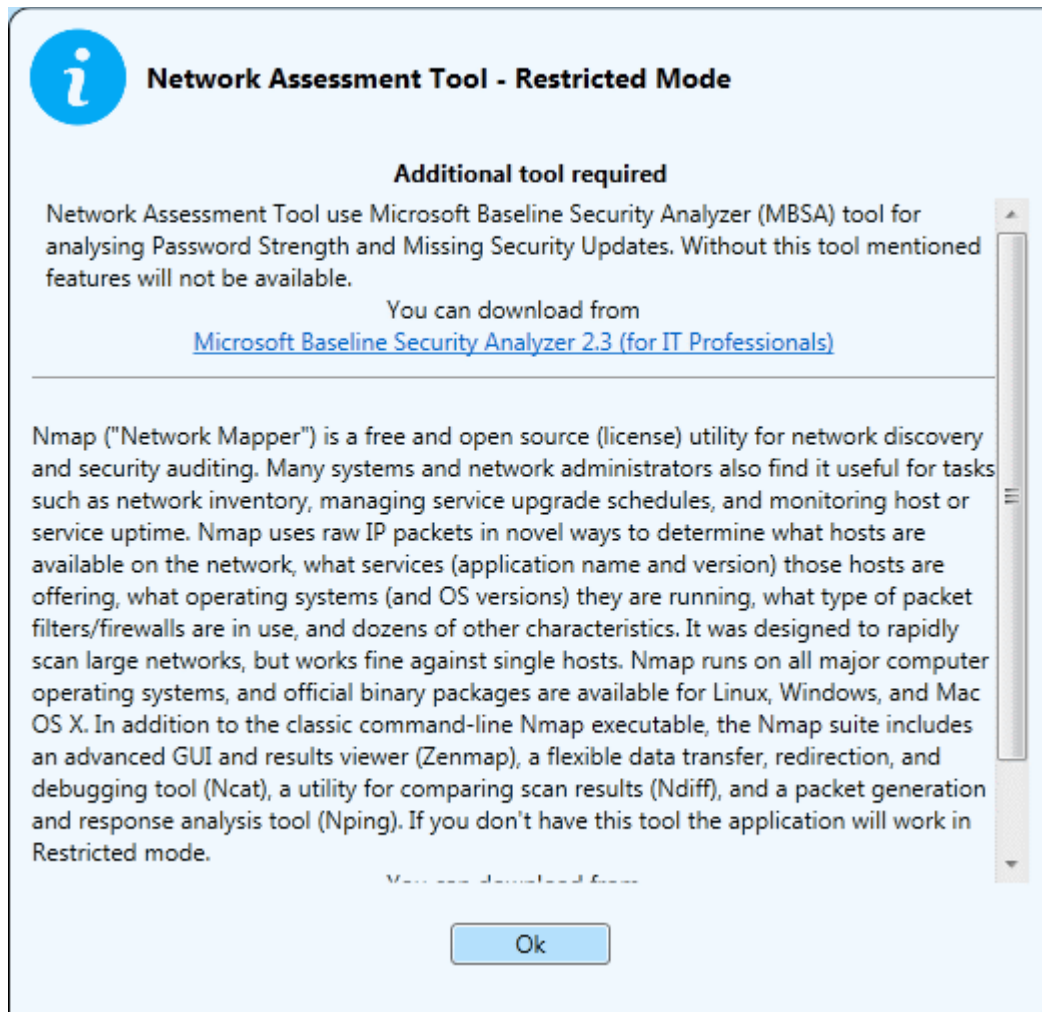 Network Assessment Tool - Restricted Mode
Additional tool required
Network Assessment Tool use Microsoft Baseline Security Analyzer (MBSA) tool for
analysing Password Strength and Missing Security Updates. Without this tool mentioned
features will not be available.
You can download from
Microsoft Baseline Security Analyzer 2.3 (for IT Professionals)
Nmap ("Network Mapper") is a free and open source (license) utility for network discovery
and security auditing. Many systems and network administrators also find it useful for tasks
such as network inventory, managing service upgrade schedules, and monitoring host or
service uptime. Nmap uses raw IP packets in novel ways to determine what hosts are
available on the network, what services (application name and version) those hosts are
offering, what operating systems (and OS versions) they are running, what type of packet
filters/firewalls are in use, and dozens of other characteristics. It was designed to rapidly
scan large networks, but works fine against single hosts. Nmap runs on all major computer
operating systems, and official binary packages are available for Linux, Windows, and Mac
OS X. In addition to the classic command-line Nmap executable, the Nmap suite includes
an advanced GUI and results viewer (Zenmap), a flexible data transfer, redirection, and
debugging tool (Ncat), a utility for comparing scan results (Ndiff), and a packet generation
and response analysis tool (Nping). If you don't have this tool the application will work in
Restricted mode.
You can download from
Ok